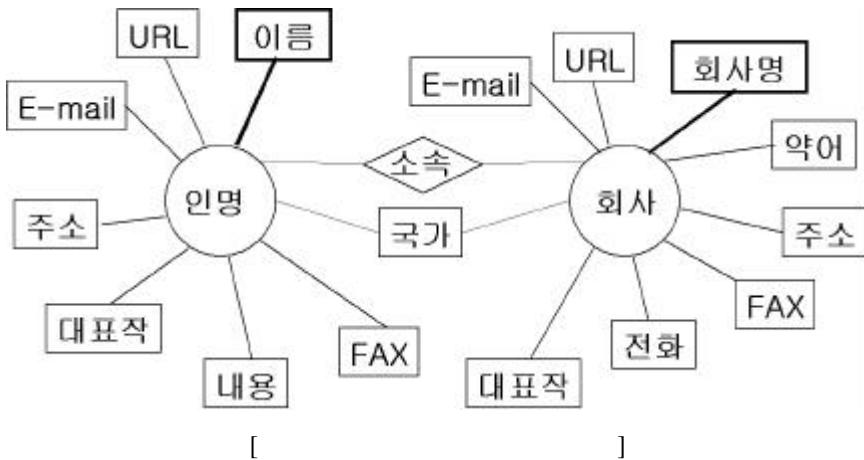 URL
이름
E-mail
주소
인명
대표작
내용
FAX
소속
국가
E-mail
URL
회사명
약어
회사
주소
FAX
전화
대표작
[ ]